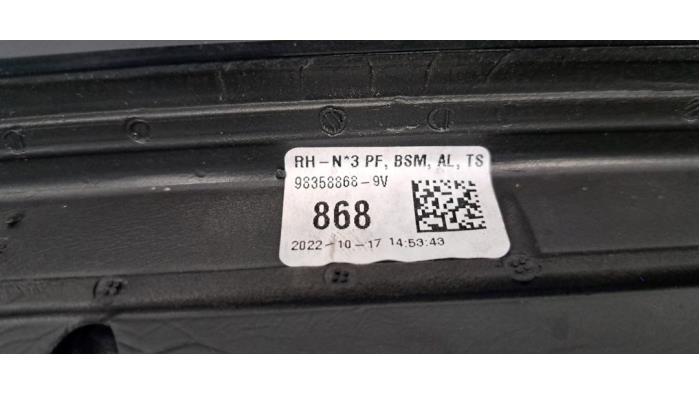 RH-N*3 PF, BSM, AL, TS
98358868-9V
868
2022-10-17 14:53:43